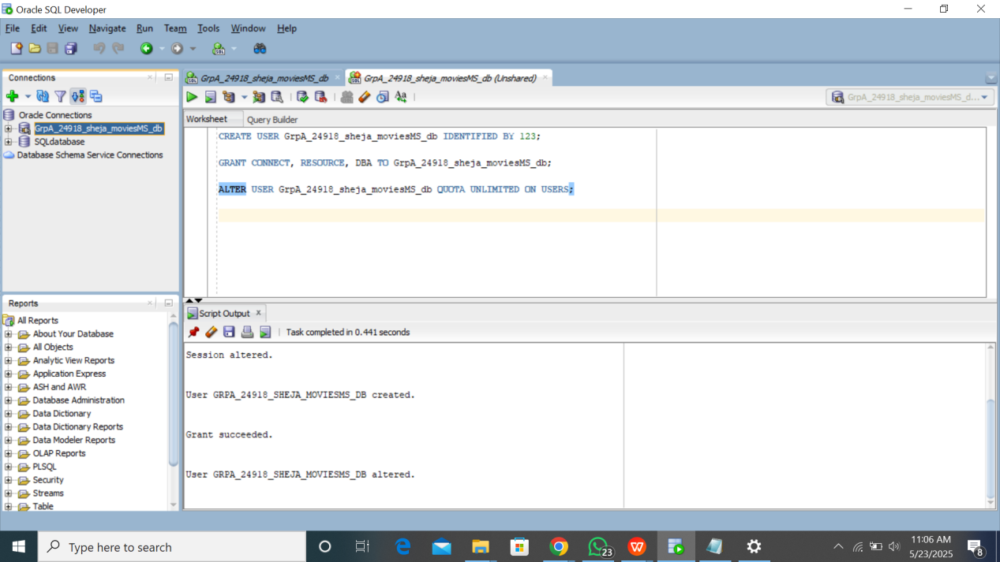 Oracle SQL Developer
File Edit View Navigate Run Team Tools Window Help
Connections
Oracle Connections
GrpA_24918_sheja_moviesMS_db
SQLdatabase
Database Schema Service Connections
Reports
All Reports
About Your Database
All Objects
Analytic View Reports
Application Express
ASH and AWR
Database Administration
Data Dictionary
Data Dictionary Reports
Data Modeler Reports
OLAP Reports
PLSQL
Security
Streams
Table
GrpA_24918_sheja_moviesMS_db
GrpA_24918_sheja_moviesMS_db (Unshared)
GrpA_24918_sheja_moviesMS_d...
Worksheet Query Builder
CREATE USER GrpA_24918_sheja_moviesMS_db IDENTIFIED BY 123;
GRANT CONNECT, RESOURCE, DBA TO GrpA_24918_sheja_moviesMS_db;
ALTER USER GrpA_24918_sheja_moviesMS_db QUOTA UNLIMITED ON USERS;
Script Output x
Task completed in 0.441 seconds
Session altered.
User GRPA_24918_SHEJA_MOVIESMS_DB created.
Grant succeeded.
User GRPA_24918_SHEJA_MOVIESMS_DB altered.
Type here to search
23
11:06 AM
5/23/2025
8